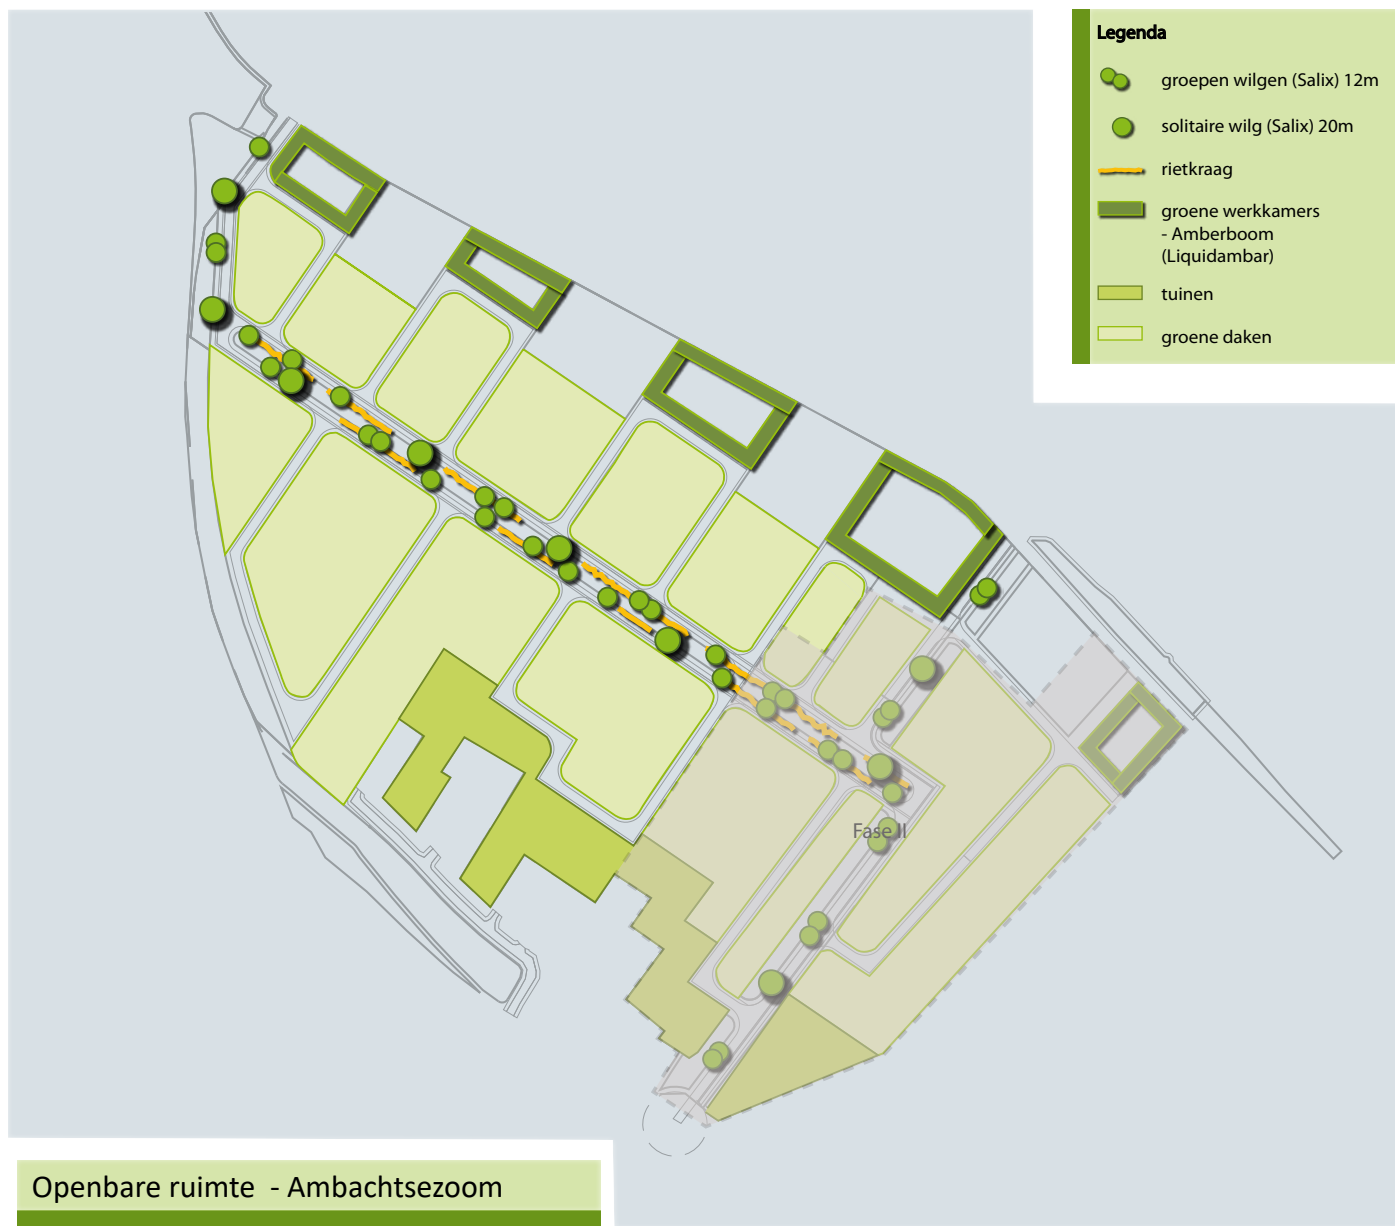 Legenda
groepen wilgen (Salix) 12m
solitaire wilg (Salix) 20m
rietkraag
groene werkkamers
- Amberboom
(Liquidambar)
tuinen
groene daken
Fase II
Openbare ruimte - Ambachtsezoom